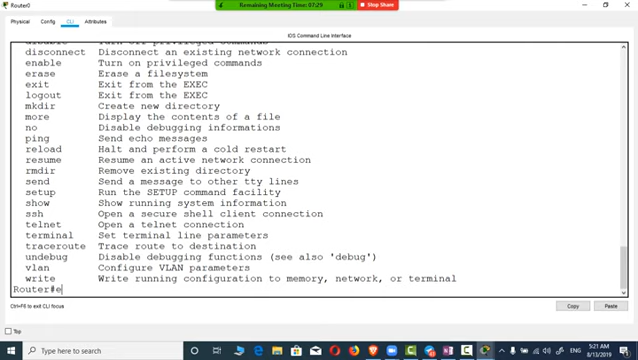 Router0
Remaining Meeting Time: 07:29
Stop Share
Physical Config CLI Attributes
IOS Command Line Interface
disconnect Disconnect an existing network connection
enable Turn on privileged commands
erase Erase a filesystem
exit Exit from the EXEC
logout Exit from the EXEC
mkdir Create new directory
more Display the contents of a file
no Disable debugging informations
ping Send echo messages
reload Halt and perform a cold restart
resume Resume an active network connection
rmdir Remove existing directory
send Send a message to other tty lines
setup Run the SETUP command facility
show Show running system information
ssh Open a secure shell client connection
telnet Open a telnet connection
terminal Set terminal line parameters
traceroute Trace route to destination
undebug Disable debugging functions (see also 'debug')
vlan Configure VLAN parameters
write Write running configuration to memory, network, or terminal
Router#e
Ctrl+F6 to exit CLI focus
Copy Paste
Top
Type here to search
ENG
5:21 AM
8/13/2019